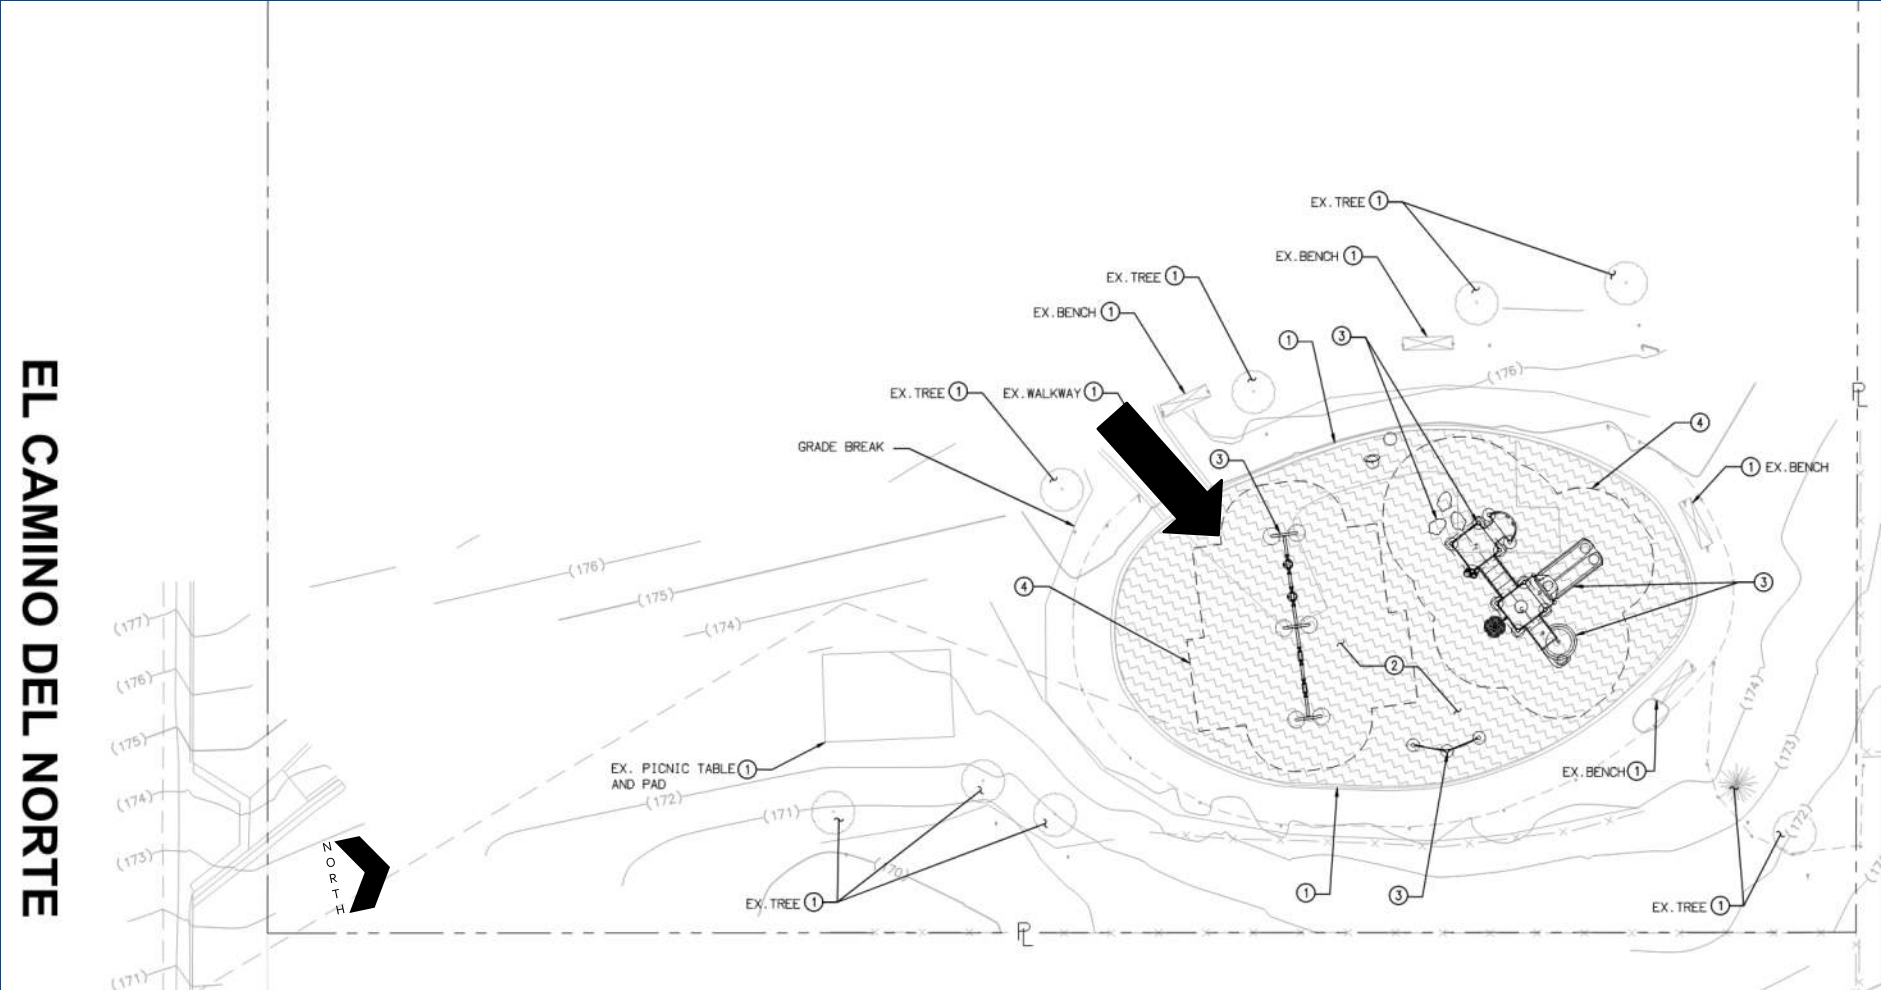 EX.TREE 1
EX.BENCH 1
EX.TREE 1
EX.BENCH 1
1
3
(176)
EX.TREE 1
EX.WALKWAY 1
PL
4
GRADE BREAK
3
1 EX.BENCH
EL CAMINO DEL NORTE
(176)
(175)
(174)
4
3
(177)
(176)
(175)
(174)
(173)
(171)
2
(174)
(173)
(172)
EX. PICNIC TABLE 1
AND PAD
(172)
(171)
EX.BENCH 1
NORTH
EX.TREE 1
1
3
EX.TREE 1
PL